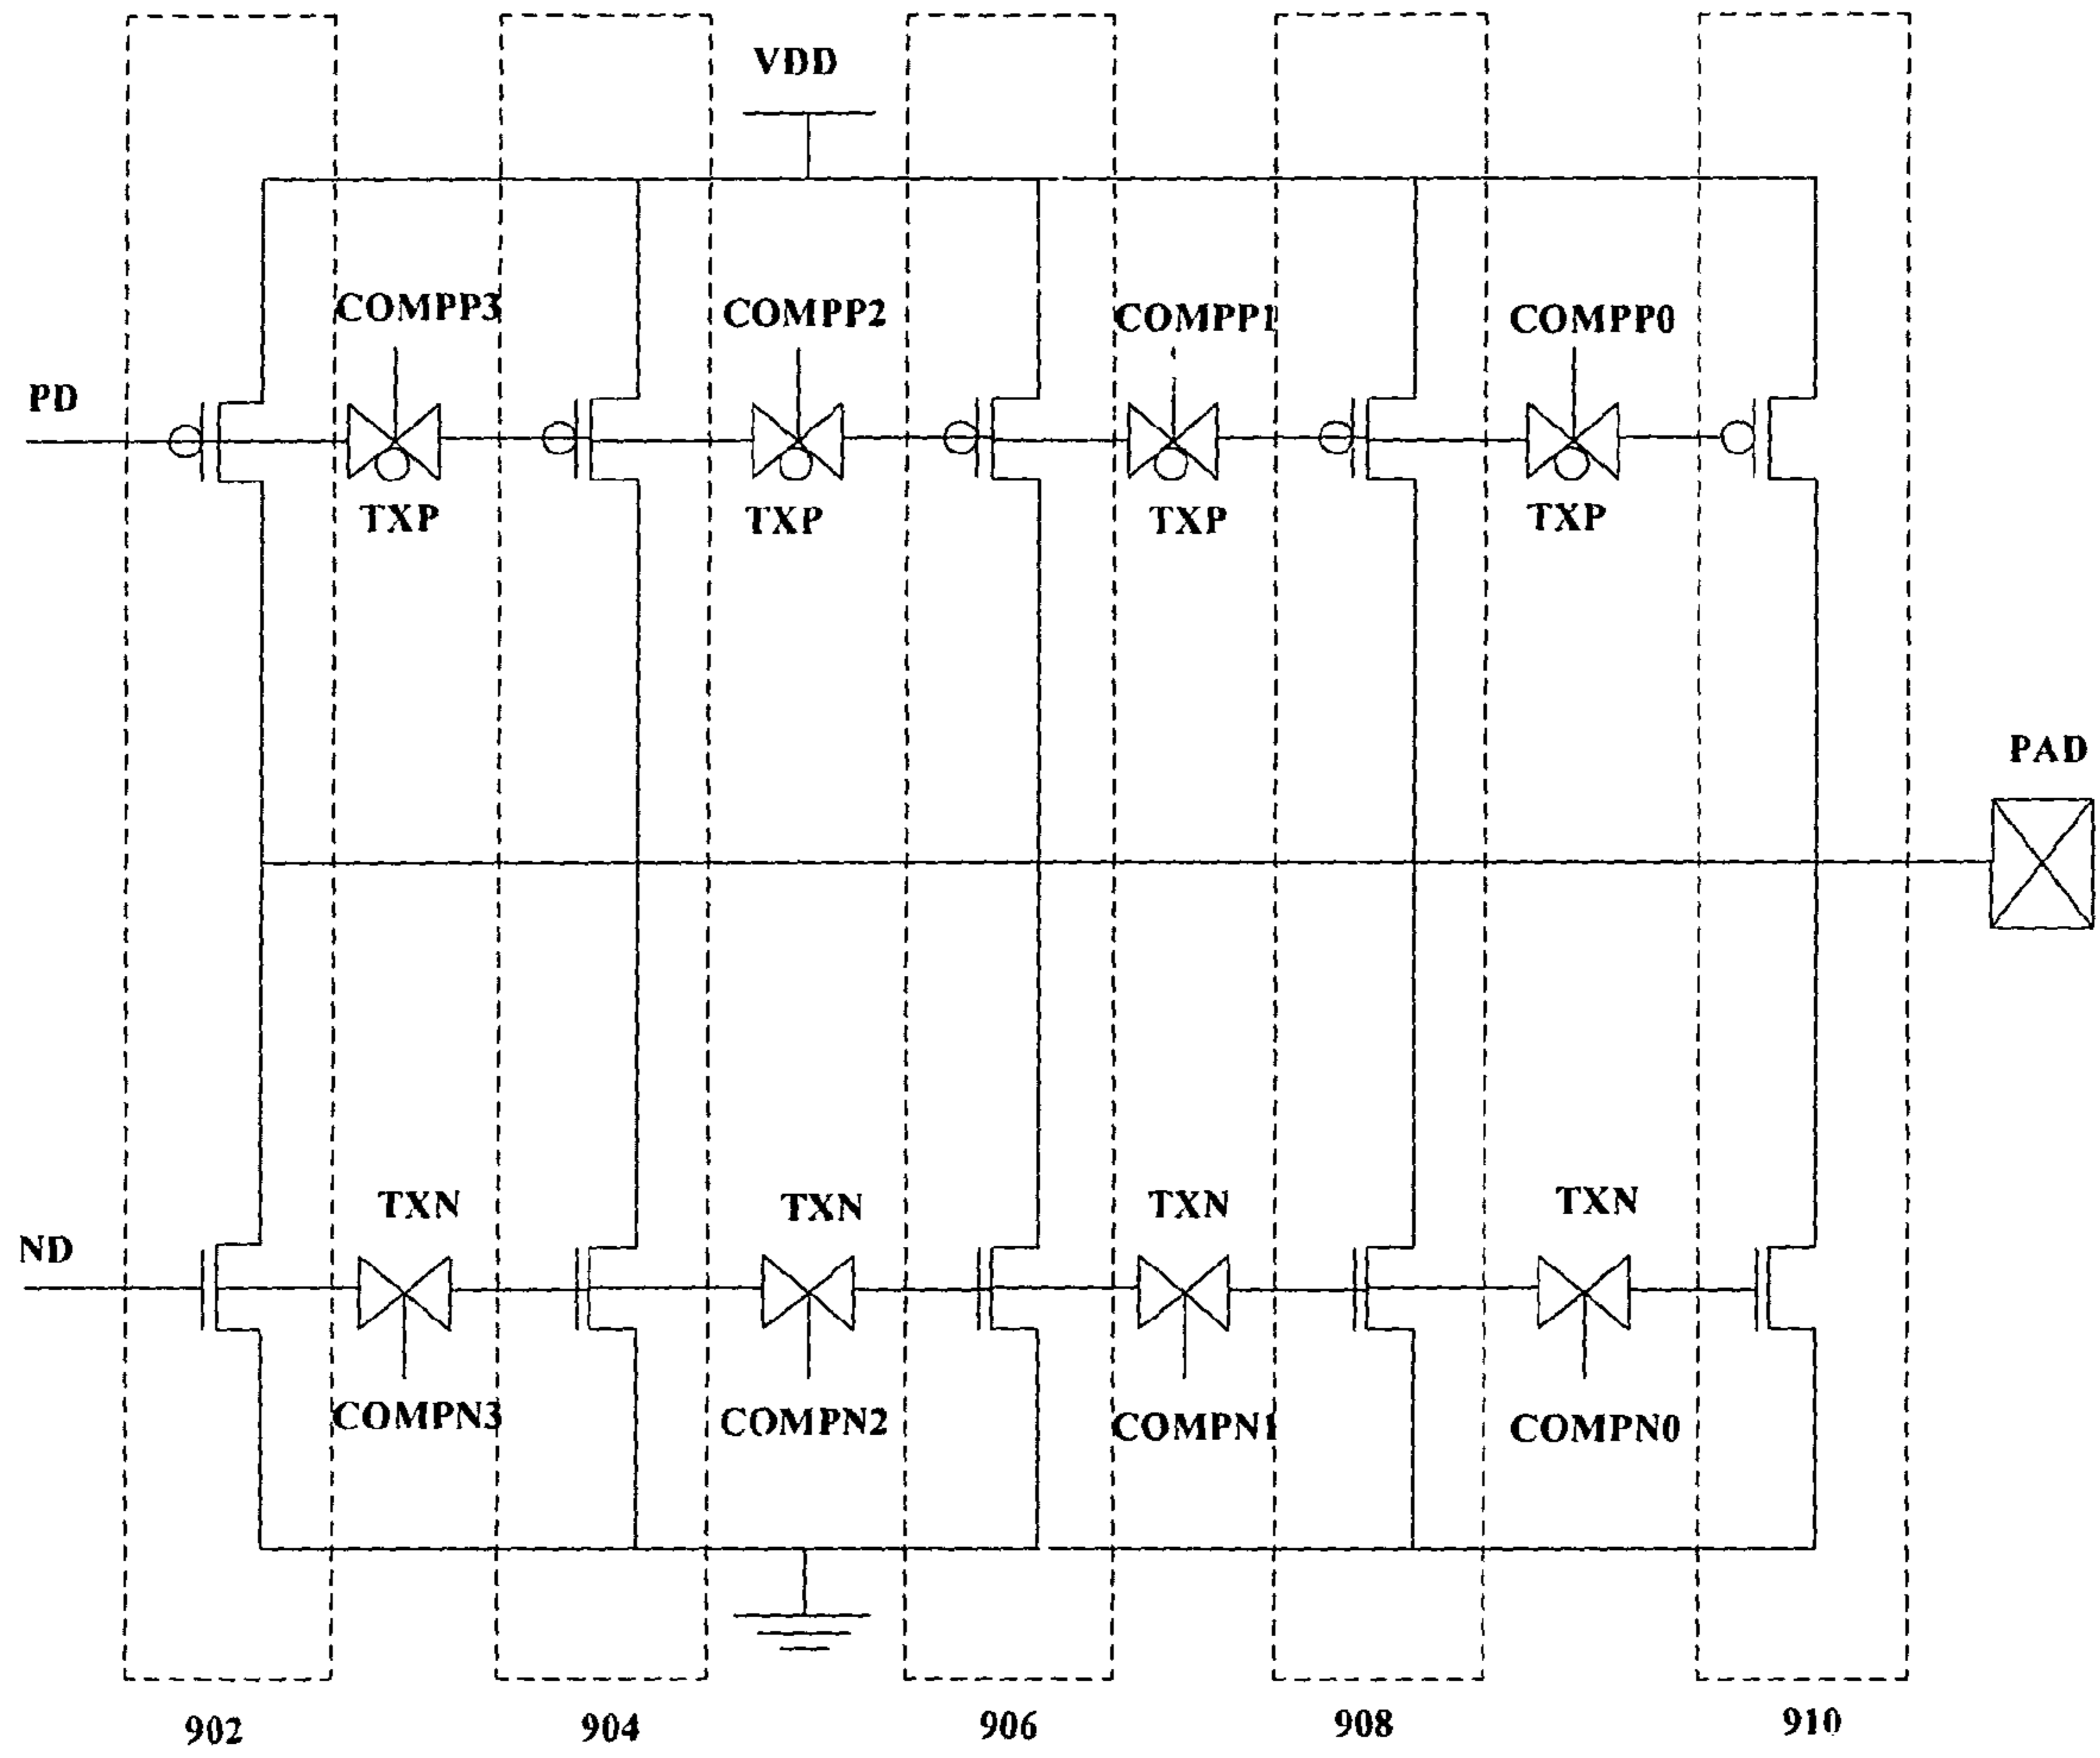 VDD
COMPP3
COMPP2
COMPP1
COMPP0
PD
TXP
TXP
TXP
TXP
PAD
TXN
TXN
TXN
TXN
ND
COMPN3
COMPN2
COMPN1
COMPN0
902
904
906
908
910